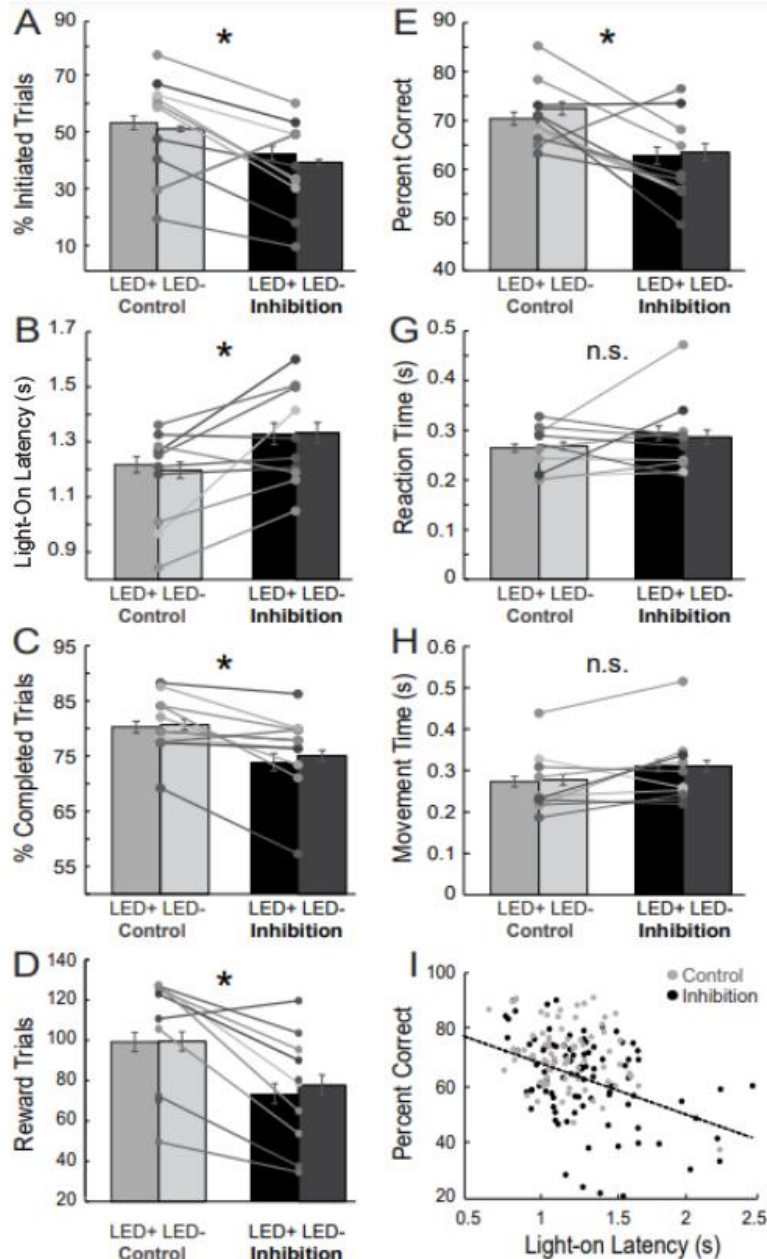 A
90
70
50
30
10
% Initiated Trials
*
LED+ LED- LED+ LED-
Control Inhibition
B
1.7
1.5
1.3
1.1
0.9
Light-On Latency (s)
*
LED+ LED- LED+ LED-
Control Inhibition
C
95
85
75
65
55
% Completed Trials
*
LED+ LED- LED+ LED-
Control Inhibition
D
140
120
100
80
60
40
20
Reward Trials
*
LED+ LED- LED+ LED-
Control Inhibition
E
90
80
70
60
50
40
Percent Correct
*
LED+ LED- LED+ LED-
Control Inhibition
G
0.5
0.4
0.3
0.2
0.1
0
Reaction Time (s)
n.s.
LED+ LED- LED+ LED-
Control Inhibition
H
0.6
0.5
0.4
0.3
0.2
0.1
0
Movement Time (s)
n.s.
LED+ LED- LED+ LED-
Control Inhibition
I
100
80
60
40
20
Percent Correct
Control
Inhibition
0.5 1 1.5 2 2.5
Light-on Latency (s)